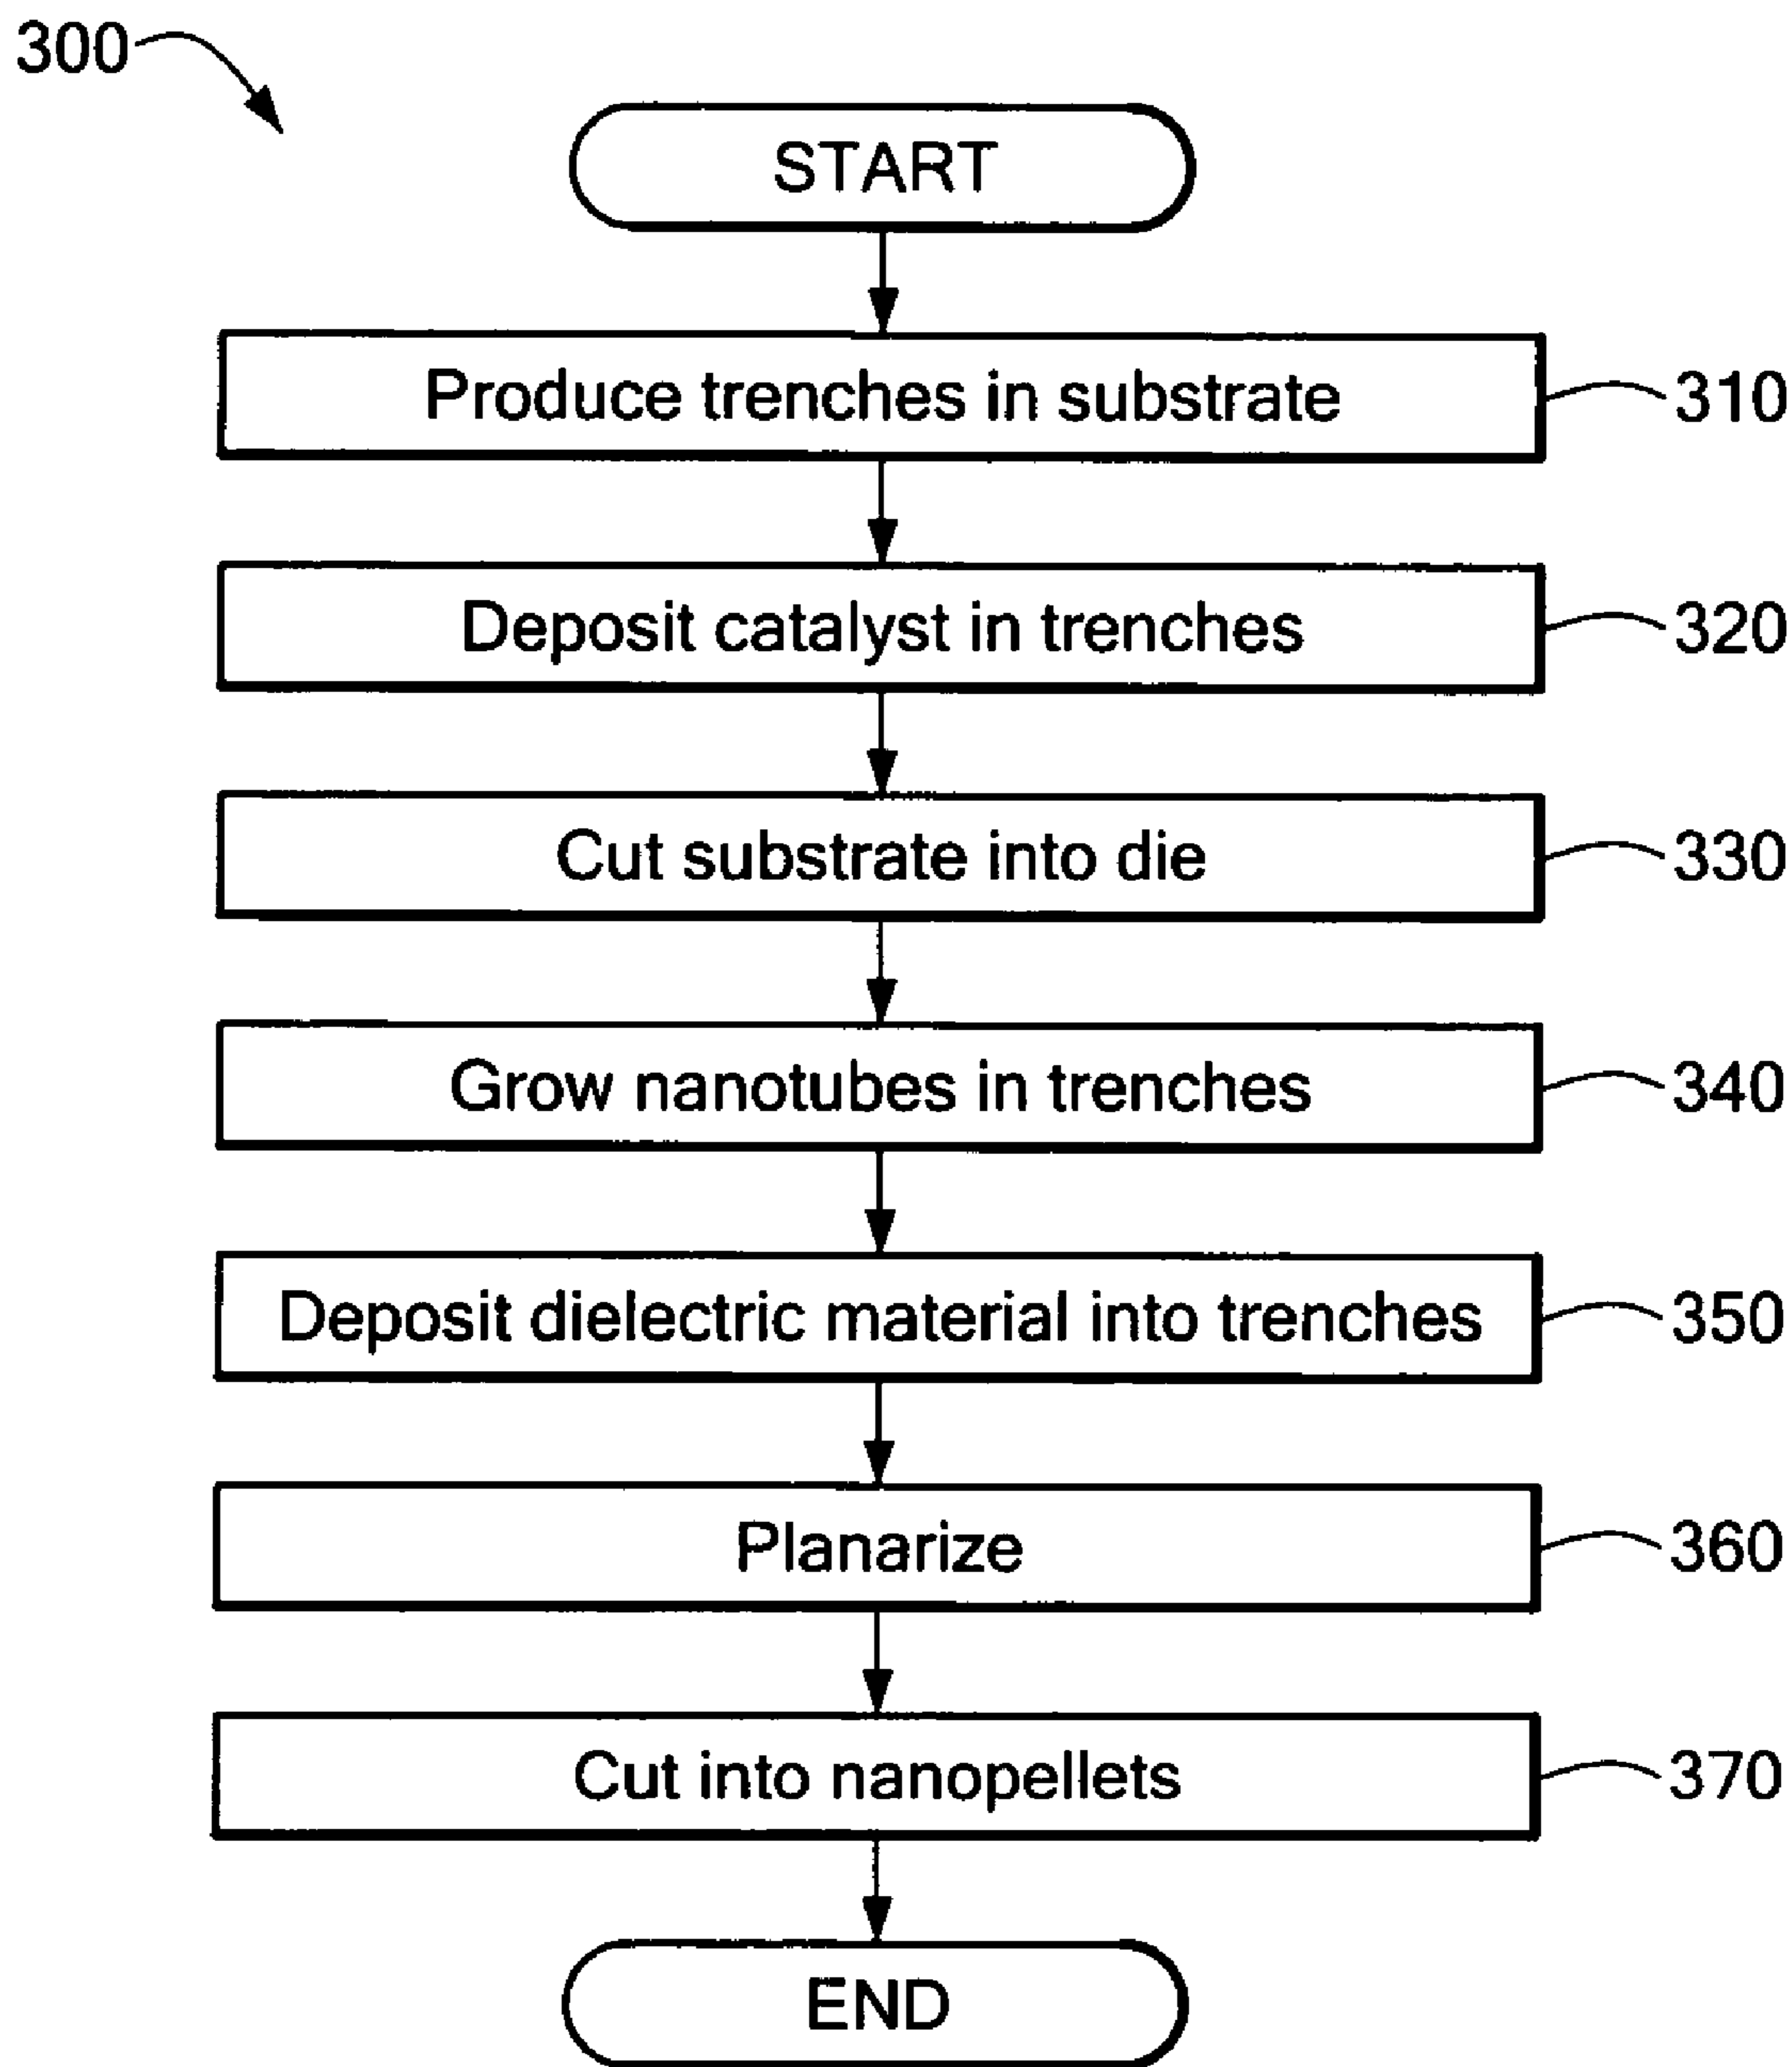 300
START
Produce trenches in substrate
310
Deposit catalyst in trenches
320
Cut substrate into die
330
Grow nanotubes in trenches
340
Deposit dielectric material into trenches
350
Planarize
360
Cut into nanopellets
370
END